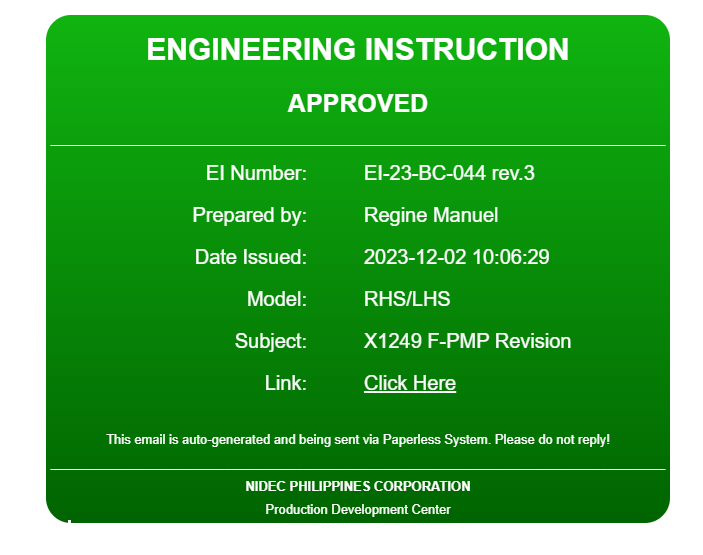 ENGINEERING INSTRUCTION
APPROVED
EI Number: EI-23-BC-044 rev.3
Prepared by: Regine Manuel
Date Issued: 2023-12-02 10:06:29
Model: RHS/LHS
Subject: X1249 F-PMP Revision
Link: Click Here
This email is auto-generated and being sent via Paperless System. Please do not reply!
NIDEC PHILIPPINES CORPORATION
Production Development Center